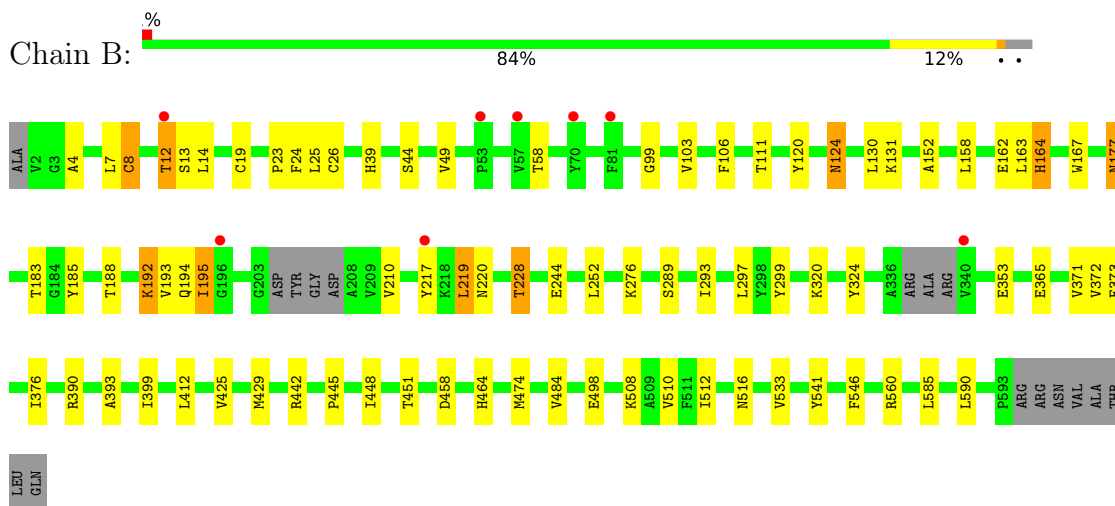 %
Chain B:
84% 12% • •
ALA V2 G3 A4 L7 C8 T12 S13 L14 C19 P23 F24 L25 C26 H39 S44 V49 P53 V57 T58 Y70 F81 G99 V103 F106 T111 Y120 N124 L130 K131 A152 L158 E162 L163 H164 W167 N177
T183 G184 Y185 T188 K192 V193 Q194 I195 G196 G203 ASP TYR GLY ASP A208 V209 V210 Y217 K218 L219 N220 T228 E244 L252 K276 S289 I293 L297 Y298 Y299 K320 Y324 A336 ARG ALA ARG V340 E353 E365 V371 V372 F373
I376 R390 A393 I399 L412 V425 M429 R442 P445 I448 T451 D458 H464 M474 V484 E498 K508 A509 V510 F511 I512 N516 V533 Y541 F546 R560 L585 L590 P593 ARG ARG ASN VAL ALA THR
LEU GLN